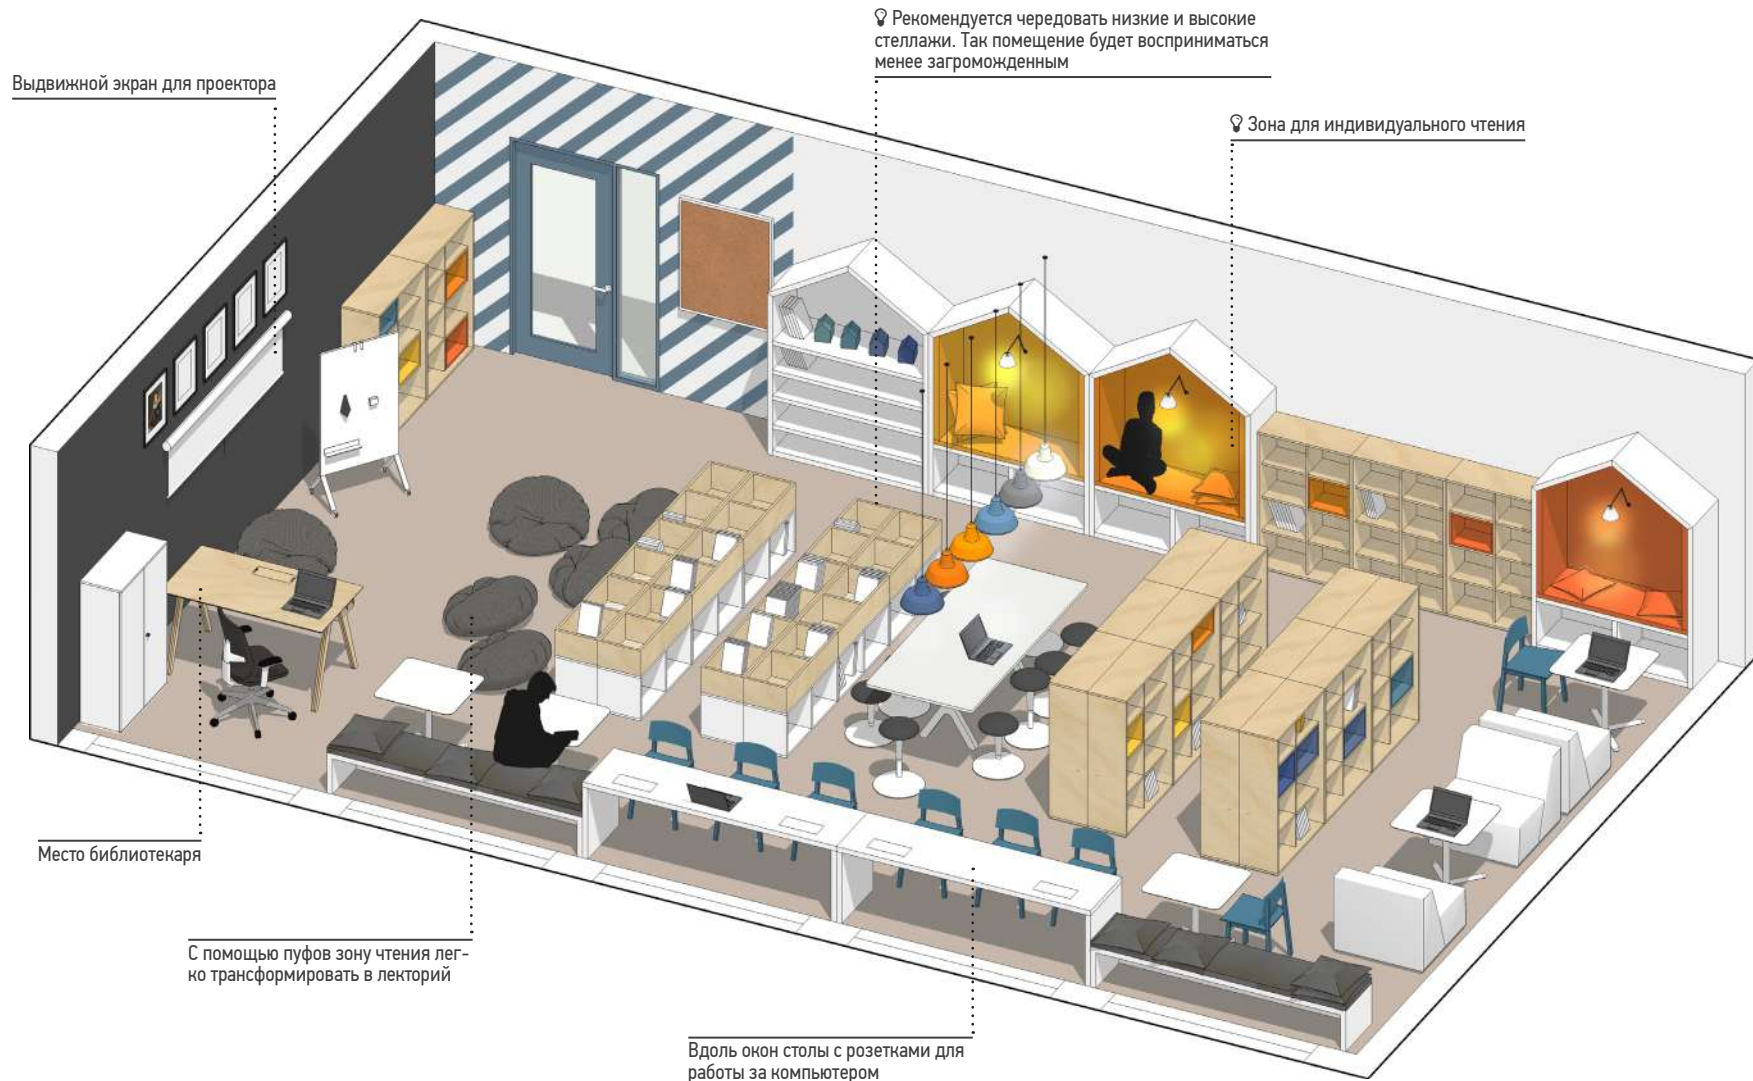 Рекомендуется чередовать низкие и высокие
стеллажи. Так помещение будет восприниматься
менее загроможденным
Выдвижной экран для проектора
Зона для индивидуального чтения
Место библиотекаря
С помощью пуфов зону чтения лег-
ко трансформировать в лекторий
Вдоль окон столы с розетками для
работы за компьютером